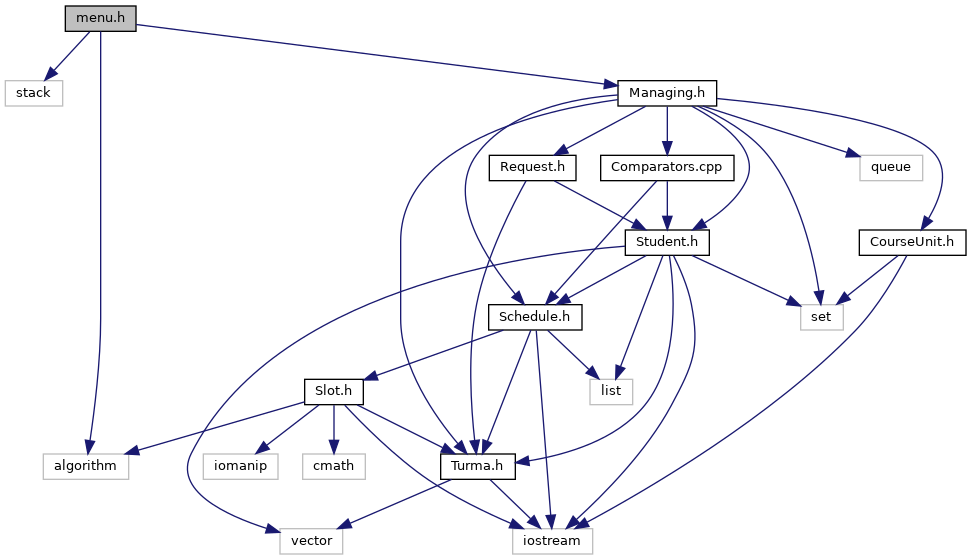 menu.h
stack
Managing.h
Request.h
Comparators.cpp
queue
Student.h
CourseUnit.h
Schedule.h
set
Slot.h
list
algorithm
iomanip
cmath
Turma.h
vector
iostream